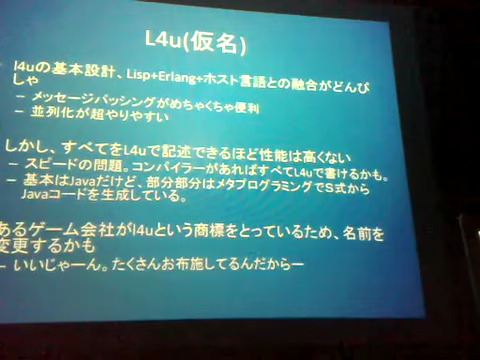 L4u(仮名)
l4uの基本設計、Lisp+Erlang+ホスト言語との融合がどんぴ
しゃ
– メッセージパッシングがめちゃくちゃ便利
– 並列化が超やりやすい
しかし、すべてをL4uで記述できるほど性能は高くない
– スピードの問題。コンパイラーがあればすべてL4uで書けるかも。
– 基本はJavaだけど、部分部分はメタプログラミングでS式から
Javaコードを生成している。
あるゲーム会社がl4uという商標をとっているため、名前を
変更するかも
– いいじゃーん。たくさんお布施してるんだからー